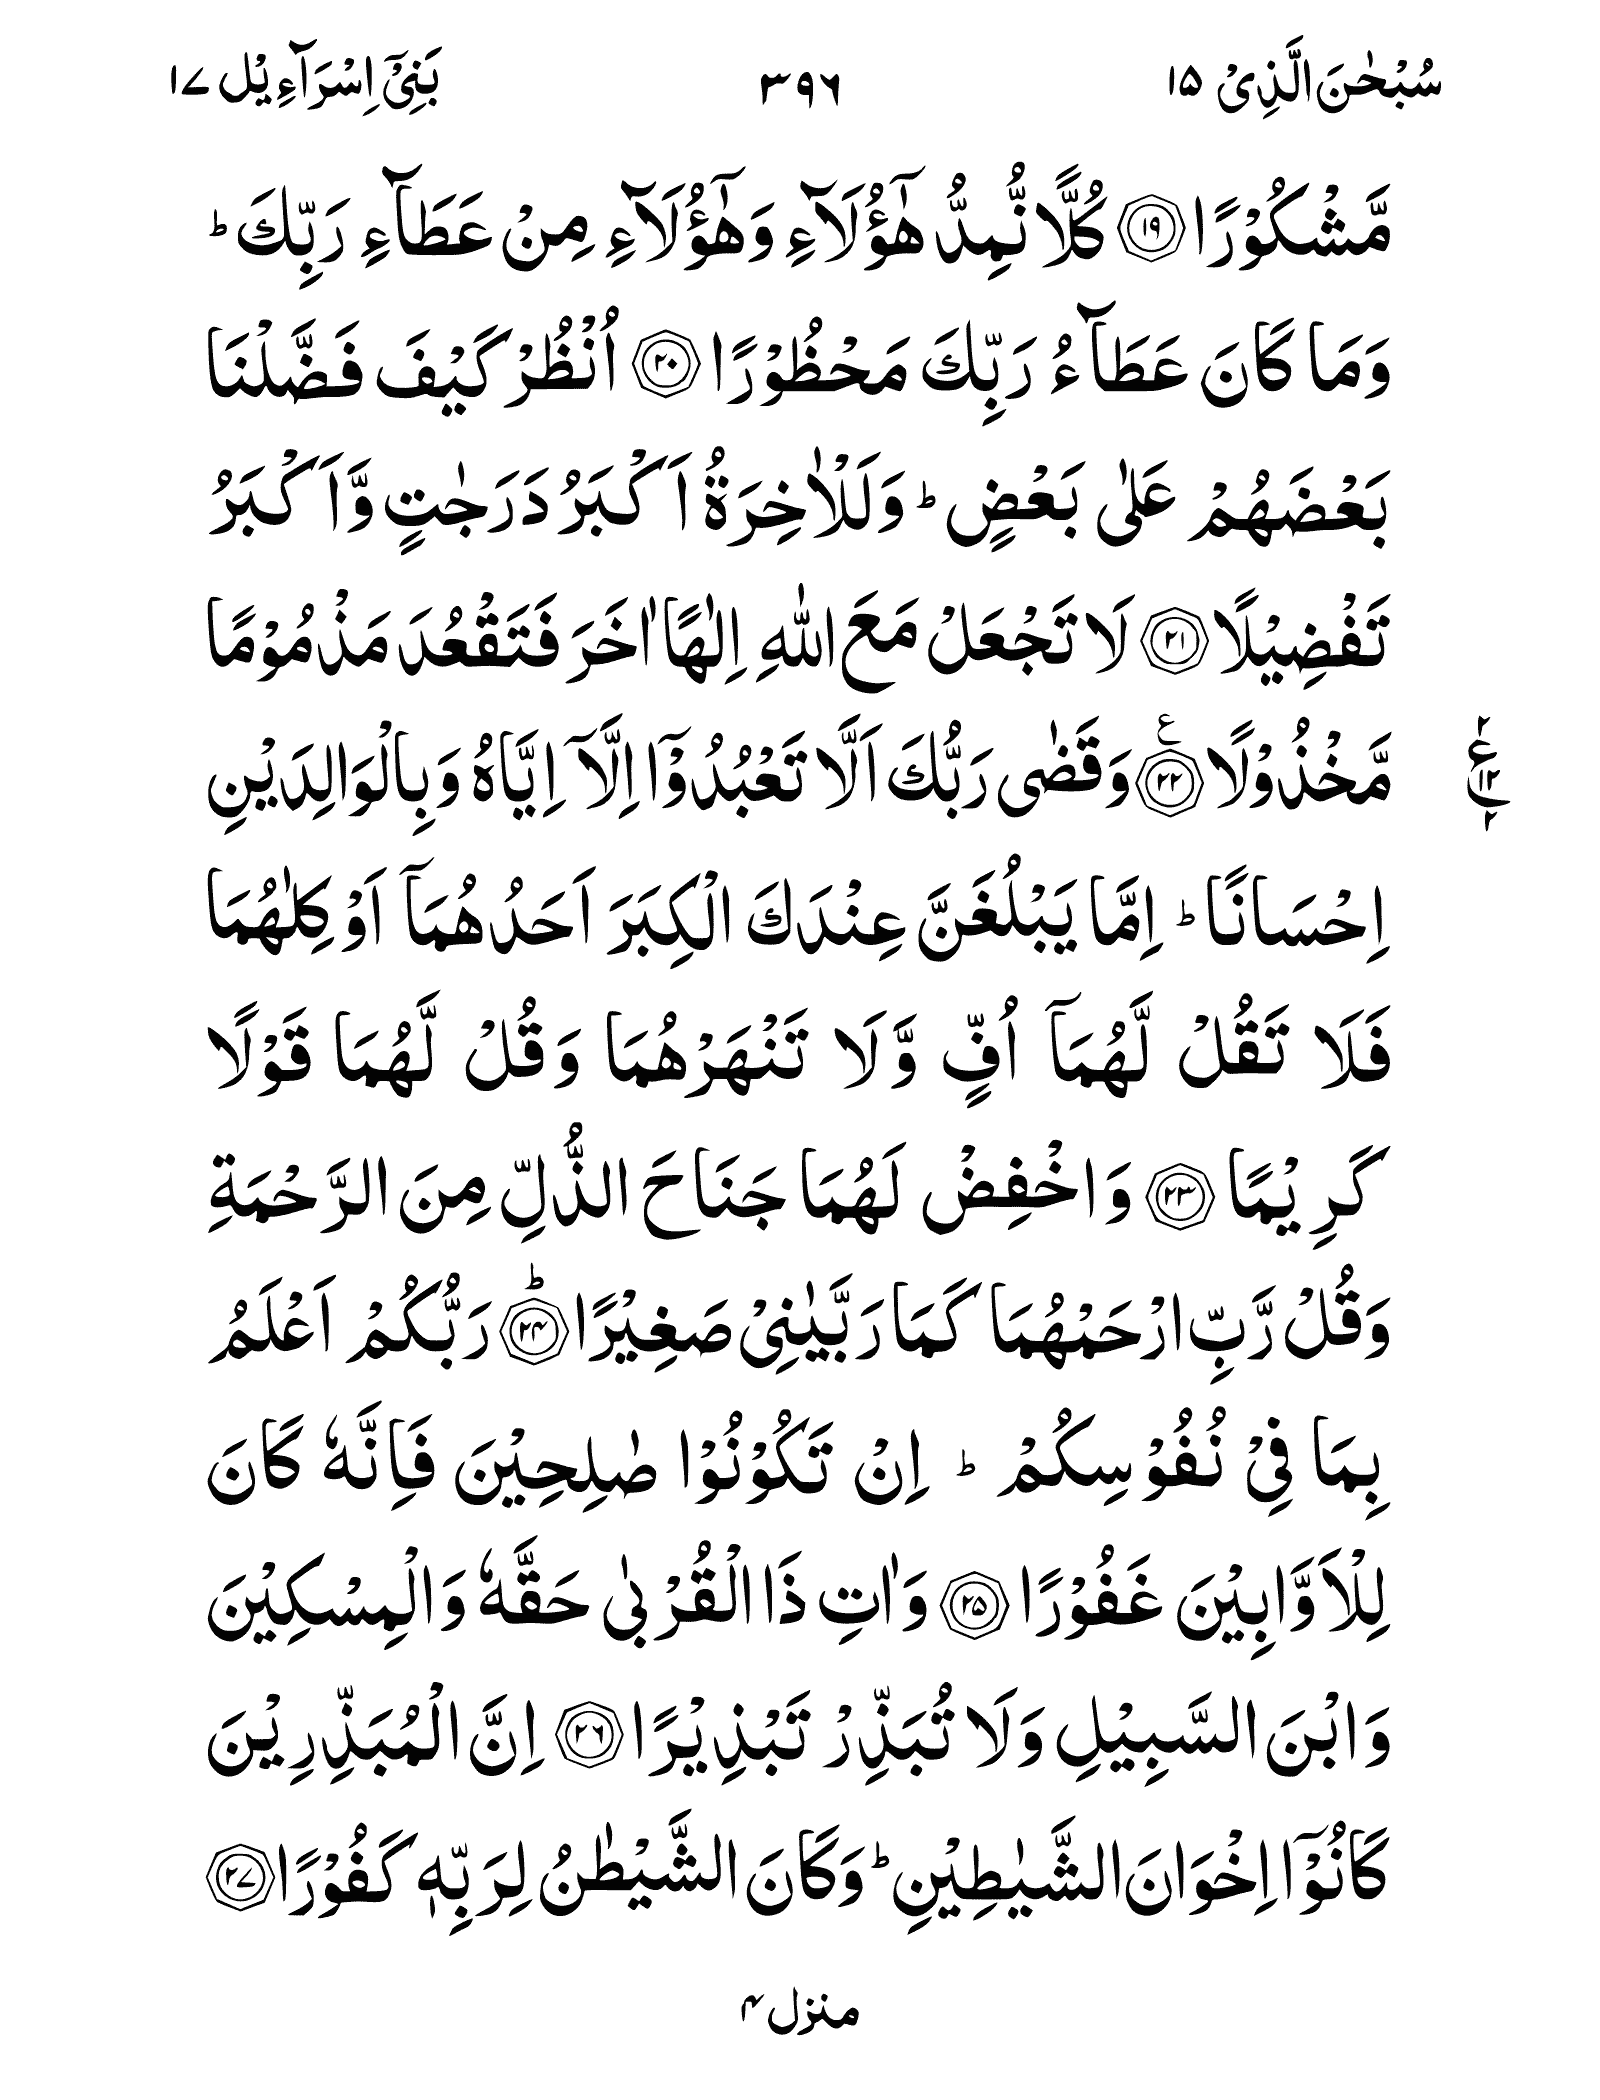 سُبْحٰنَ الَّذِیْ ۱۵ ۳۹۶ بَنِیْۤ اِسْرَآءِیْل ۱۷
مَّشْكُوْرًا ۝۱۹ كُلًّا نُّمِدُّ هٰۤؤُلَآءِ وَهٰۤؤُلَآءِ مِنْ عَطَآءِ رَبِّكَ ؕ
وَمَا كَانَ عَطَآءُ رَبِّكَ مَحْظُوْرًا ۝۲۰ اُنْظُرْ كَیْفَ فَضَّلْنَا
بَعْضَهُمْ عَلٰى بَعْضٍ ؕ وَلَلْاٰخِرَةُ اَكْبَرُ دَرَجٰتٍ وَّاَكْبَرُ
تَفْضِیْلًا ۝۲۱ لَا تَجْعَلْ مَعَ اللّٰهِ اِلٰهًا اٰخَرَ فَتَقْعُدَ مَذْمُوْمًا
مَّخْذُوْلًا ۝۲۲ ع وَقَضٰى رَبُّكَ اَلَّا تَعْبُدُوْۤا اِلَّاۤ اِیَّاهُ وَبِالْوَالِدَیْنِ
۲ ع ۱۲ ۲
اِحْسَانًا ؕ اِمَّا یَبْلُغَنَّ عِنْدَكَ الْكِبَرَ اَحَدُهُمَاۤ اَوْ كِلٰهُمَا
فَلَا تَقُلْ لَّهُمَاۤ اُفٍّ وَّلَا تَنْهَرْهُمَا وَقُلْ لَّهُمَا قَوْلًا
كَرِیْمًا ۝۲۳ وَاخْفِضْ لَهُمَا جَنَاحَ الذُّلِّ مِنَ الرَّحْمَةِ
وَقُلْ رَّبِّ ارْحَمْهُمَا كَمَا رَبَّیٰنِیْ صَغِیْرًا ؕ۝۲۴ رَبُّكُمْ اَعْلَمُ
بِمَا فِیْ نُفُوْسِكُمْ ؕ اِنْ تَكُوْنُوْا صٰلِحِیْنَ فَاِنَّهٗ كَانَ
لِلْاَوَّابِیْنَ غَفُوْرًا ۝۲۵ وَاٰتِ ذَا الْقُرْبٰى حَقَّهٗ وَالْمِسْكِیْنَ
وَابْنَ السَّبِیْلِ وَلَا تُبَذِّرْ تَبْذِیْرًا ۝۲۶ اِنَّ الْمُبَذِّرِیْنَ
كَانُوْۤا اِخْوَانَ الشَّیٰطِیْنِ ؕ وَكَانَ الشَّیْطٰنُ لِرَبِّهٖ كَفُوْرًا ۝۲۷
منزل ۴